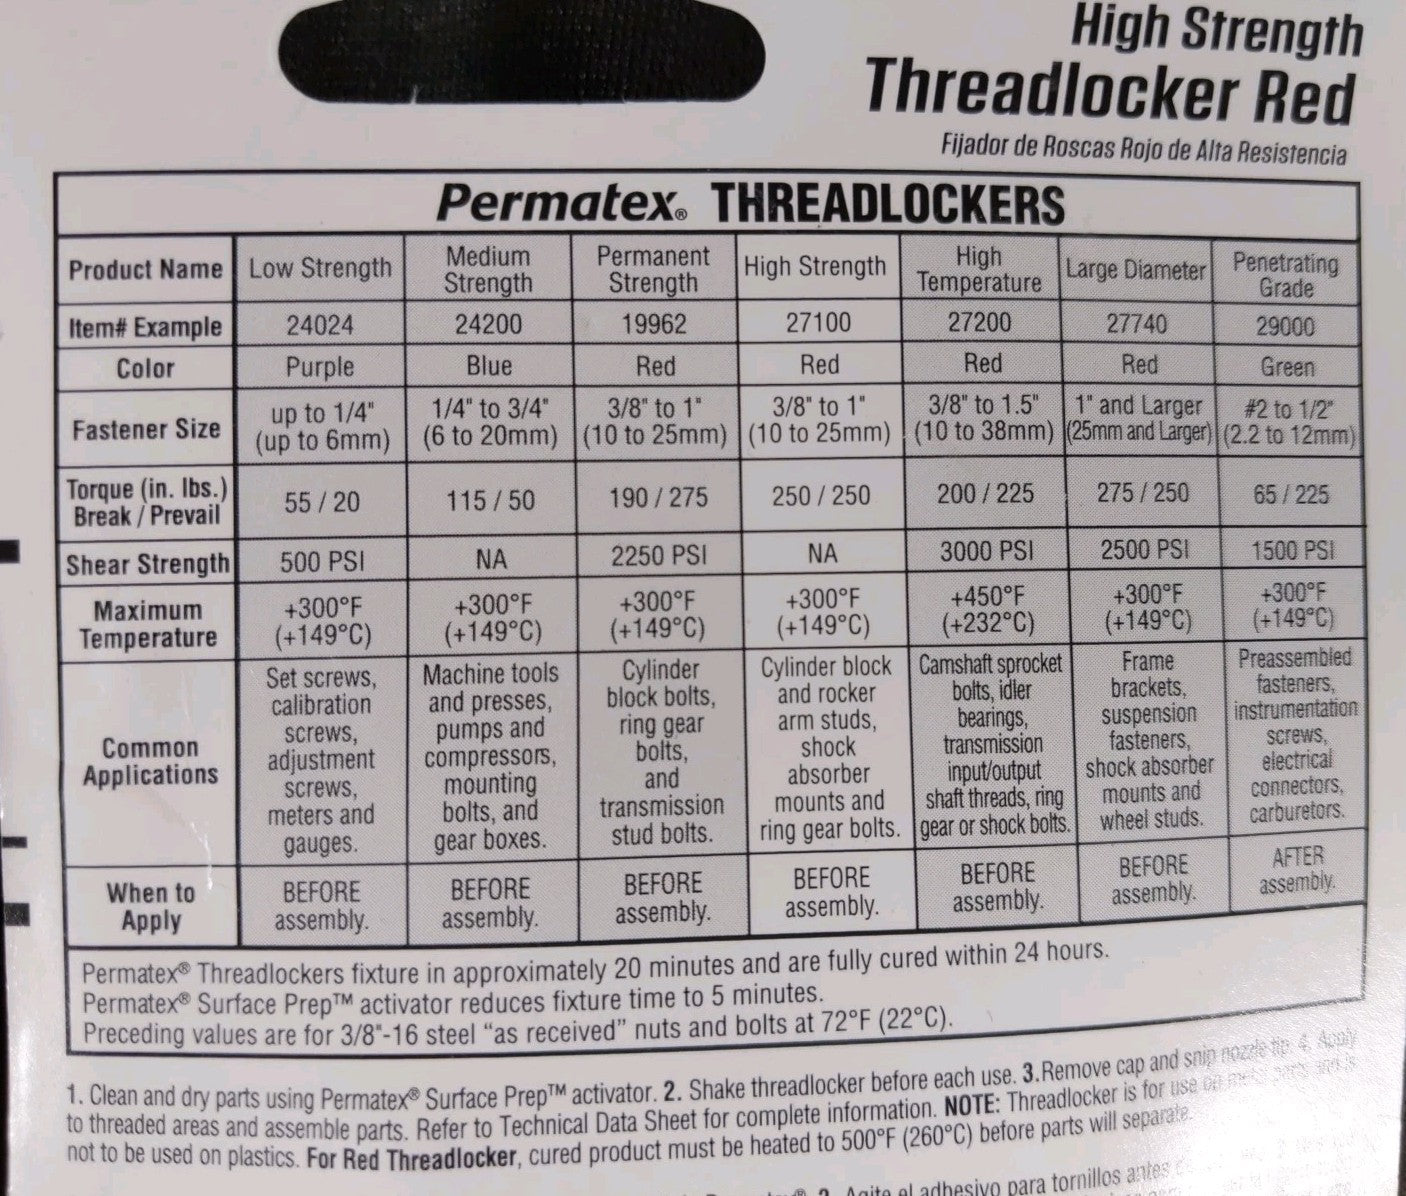 High Strength
Threadlocker Red
Fijador de Roscas Rojo de Alta Resistencia
Permatex® THREADLOCKERS
Product Name Low Strength Medium Strength Permanent Strength High Strength High Temperature Large Diameter Penetrating Grade
Item# Example 24024 24200 19962 27100 27200 27740 29000
Color Purple Blue Red Red Red Red Green
Fastener Size up to 1/4" (up to 6mm) 1/4" to 3/4" (6 to 20mm) 3/8" to 1" (10 to 25mm) 3/8" to 1" (10 to 25mm) 3/8" to 1.5" (10 to 38mm) 1" and Larger (25mm and Larger) #2 to 1/2" (2.2 to 12mm)
Torque (in. lbs.) Break / Prevail 55 / 20 115 / 50 190 / 275 250 / 250 200 / 225 275 / 250 65 / 225
Shear Strength 500 PSI NA 2250 PSI NA 3000 PSI 2500 PSI 1500 PSI
Maximum Temperature +300°F (+149°C) +300°F (+149°C) +300°F (+149°C) +300°F (+149°C) +450°F (+232°C) +300°F (+149°C) +300°F (+149°C)
Common Applications Set screws, calibration screws, adjustment screws, meters and gauges. Machine tools and presses, pumps and compressors, mounting bolts, and gear boxes. Cylinder block bolts, ring gear bolts, and transmission stud bolts. Cylinder block and rocker arm studs, shock absorber mounts and ring gear bolts. Camshaft sprocket bolts, idler bearings, transmission input/output shaft threads, ring gear or shock bolts. Frame brackets, suspension fasteners, shock absorber mounts and wheel studs. Preassembled fasteners, instrumentation screws, electrical connectors, carburetors.
When to Apply BEFORE assembly. BEFORE assembly. BEFORE assembly. BEFORE assembly. BEFORE assembly. BEFORE assembly. AFTER assembly.
Permatex® Threadlockers fixture in approximately 20 minutes and are fully cured within 24 hours.
Permatex® Surface Prep™ activator reduces fixture time to 5 minutes.
Preceding values are for 3/8"-16 steel “as received” nuts and bolts at 72°F (22°C).
1. Clean and dry parts using Permatex® Surface Prep™ activator. 2. Shake threadlocker before each use. 3.Remove cap and snip nozzle tip. 4. Apply
to threaded areas and assemble parts. Refer to Technical Data Sheet for complete information. NOTE: Threadlocker is for use on metal parts and is
not to be used on plastics. For Red Threadlocker, cured product must be heated to 500°F (260°C) before parts will separate.
2. Agite el adhesivo para tornillos antes